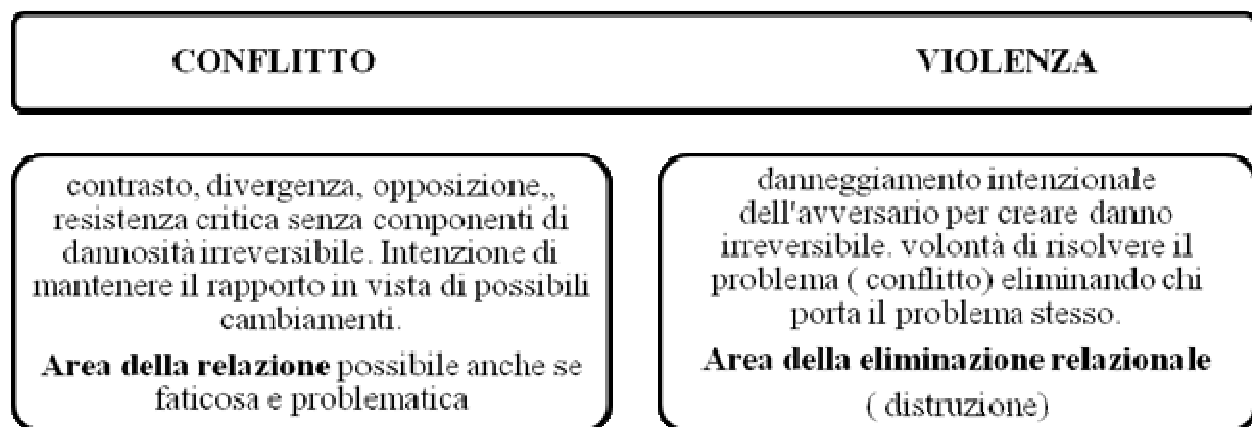 CONFLITTO VIOLENZA
contrasto, divergenza, opposizione,,
resistenza critica senza componenti di
dannosità irreversibile. Intenzione di
mantenere il rapporto in vista di possibili
cambiamenti.
Area della relazione possibile anche se
faticosa e problematica
danneggiamento intenzionale
dell'avversario per creare danno
irreversibile. volontà di risolvere il
problema ( conflitto) eliminando chi
porta il problema stesso.
Area della eliminazione relazionale
( distruzione)